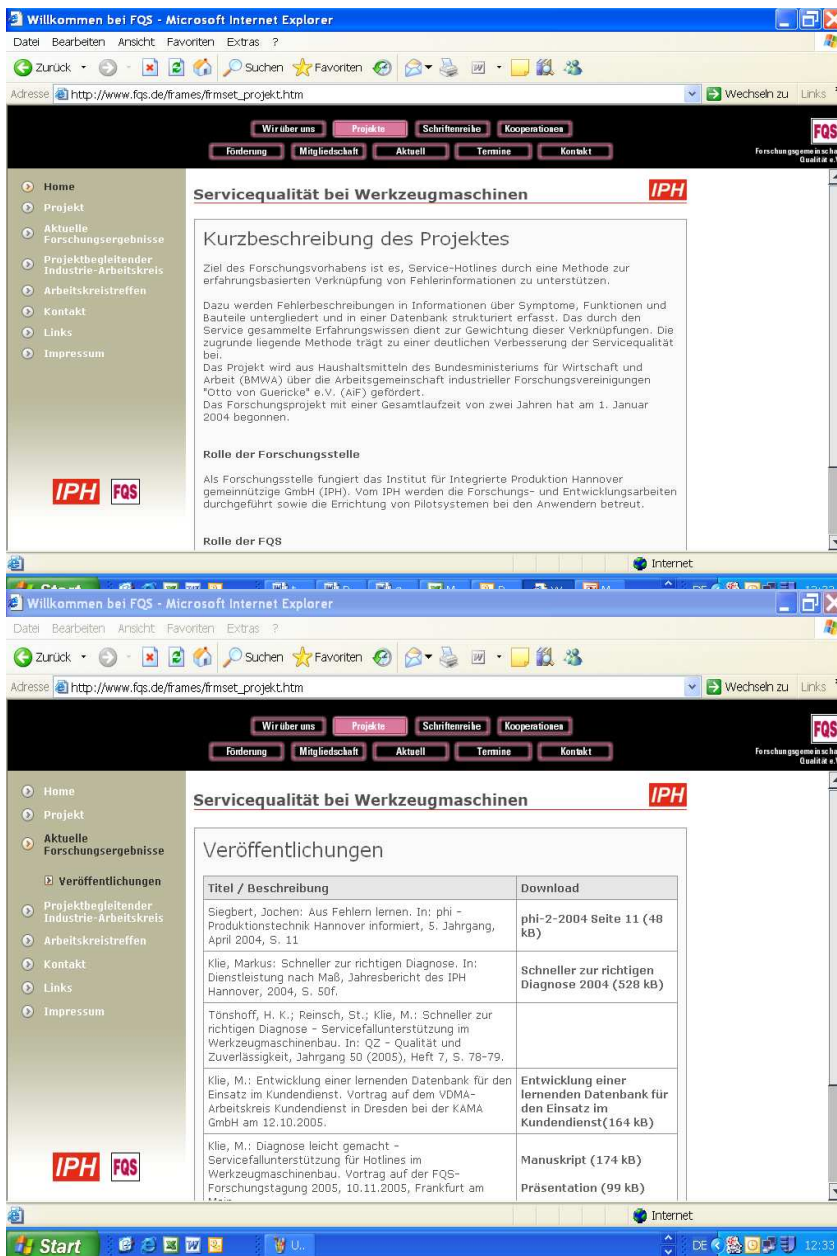 Willkommen bei FQS - Microsoft Internet Explorer
Datei Bearbeiten Ansicht Favoriten Extras ?
Zurück Suchen Favoriten
Adresse http://www.fqs.de/frames/frmset_projekt.htm Wechseln zu Links
Wir über uns Projekte Schriftenreihe Kooperationen
Förderung Mitgliedschaft Aktuell Termine Kontakt
FQS
Forschungsgemeinscha
Qualität e.V
Home
Projekt
Aktuelle
Forschungsergebnisse
Projektbegleitender
Industrie-Arbeitskreis
Arbeitskreistreffen
Kontakt
Links
Impressum
IPH FQS
Servicequalität bei Werkzeugmaschinen IPH
Kurzbeschreibung des Projektes
Ziel des Forschungsvorhabens ist es, Service-Hotlines durch eine Methode zur
erfahrungsbasierten Verknüpfung von Fehlerinformationen zu unterstützen.
Dazu werden Fehlerbeschreibungen in Informationen über Symptome, Funktionen und
Bauteile untergliedert und in einer Datenbank strukturiert erfasst. Das durch den
Service gesammelte Erfahrungswissen dient zur Gewichtung dieser Verknüpfungen. Die
zugrunde liegende Methode trägt zu einer deutlichen Verbesserung der Servicequalität
bei.
Das Projekt wird aus Haushaltsmitteln des Bundesministeriums für Wirtschaft und
Arbeit (BMWA) über die Arbeitsgemeinschaft industrieller Forschungsvereinigungen
"Otto von Guericke" e.V. (AiF) gefördert.
Das Forschungsprojekt mit einer Gesamtlaufzeit von zwei Jahren hat am 1. Januar
2004 begonnen.
Rolle der Forschungsstelle
Als Forschungsstelle fungiert das Institut für Integrierte Produktion Hannover
gemeinnützige GmbH (IPH). Vom IPH werden die Forschungs- und Entwicklungsarbeiten
durchgeführt sowie die Errichtung von Pilotsystemen bei den Anwendern betreut.
Rolle der FQS
Internet
Willkommen bei FQS - Microsoft Internet Explorer
Datei Bearbeiten Ansicht Favoriten Extras ?
Zurück Suchen Favoriten
Adresse http://www.fqs.de/frames/frmset_projekt.htm Wechseln zu Links
Wir über uns Projekte Schriftenreihe Kooperationen
Förderung Mitgliedschaft Aktuell Termine Kontakt
FQS
Forschungsgemeinscha
Qualität e.V
Home
Projekt
Aktuelle
Forschungsergebnisse
Veröffentlichungen
Projektbegleitender
Industrie-Arbeitskreis
Arbeitskreistreffen
Kontakt
Links
Impressum
IPH FQS
Servicequalität bei Werkzeugmaschinen IPH
Veröffentlichungen
Titel / Beschreibung Download
Siegbert, Jochen: Aus Fehlern lernen. In: phi -
Produktionstechnik Hannover informiert, 5. Jahrgang,
April 2004, S. 11
phi-2-2004 Seite 11 (48
kB)
Klie, Markus: Schneller zur richtigen Diagnose. In:
Dienstleistung nach Maß, Jahresbericht des IPH
Hannover, 2004, S. 50f.
Schneller zur richtigen
Diagnose 2004 (528 kB)
Tönshoff, H. K.; Reinsch, St.; Klie, M.: Schneller zur
richtigen Diagnose - Servicefallunterstützung im
Werkzeugmaschinenbau. In: QZ - Qualität und
Zuverlässigkeit, Jahrgang 50 (2005), Heft 7, S. 78-79.
Klie, M.: Entwicklung einer lernenden Datenbank für den
Einsatz im Kundendienst. Vortrag auf dem VDMA-
Arbeitskreis Kundendienst in Dresden bei der KAMA
GmbH am 12.10.2005.
Entwicklung einer
lernenden Datenbank für
den Einsatz im
Kundendienst(164 kB)
Klie, M.: Diagnose leicht gemacht -
Servicefallunterstützung für Hotlines im
Werkzeugmaschinenbau. Vortrag auf der FQS-
Forschungstagung 2005, 10.11.2005, Frankfurt am
Manuskript (174 kB)
Präsentation (99 kB)
Internet
Start U.. DE 12:33